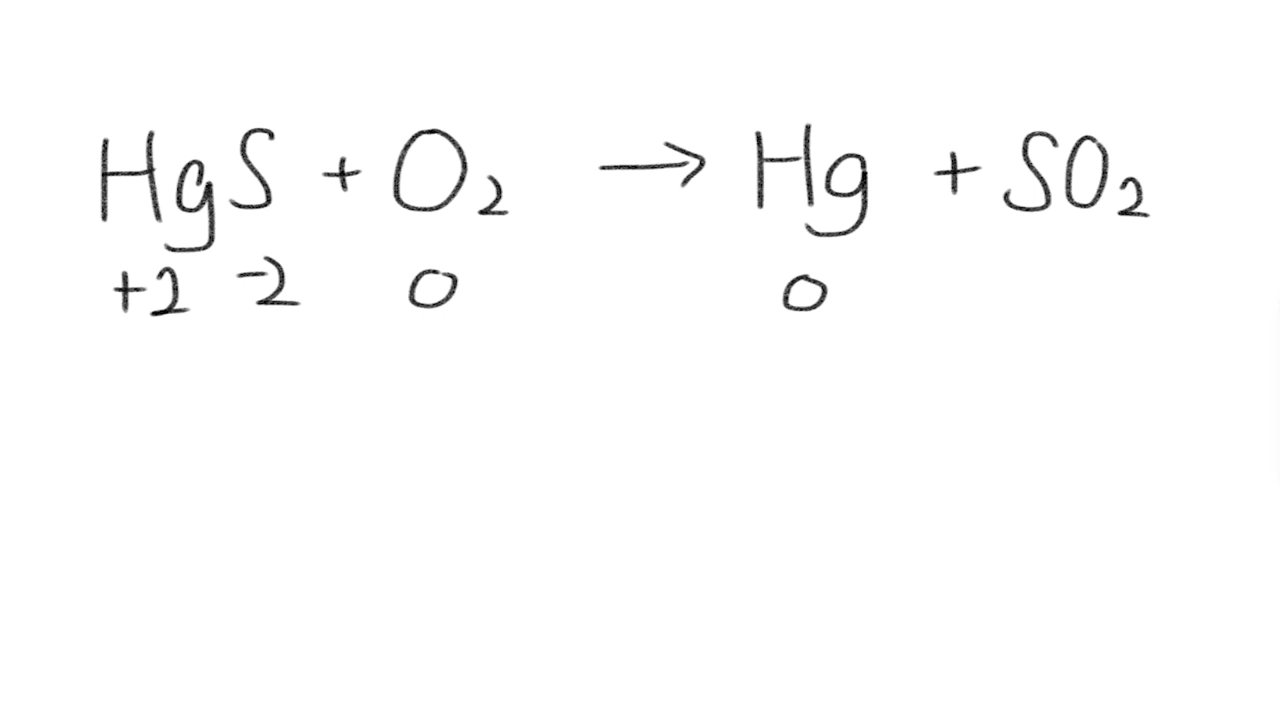 HgS + O₂ → Hg + SO₂
+2 -2 0 0